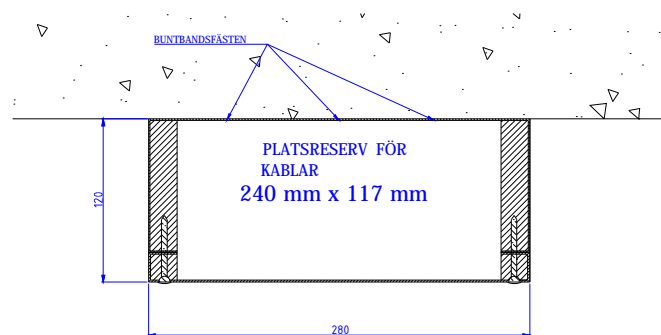 BUNTBANDSFÄSTEN
PLATSRESERV FÖR
KABLAR
240 mm x 117 mm
120
280